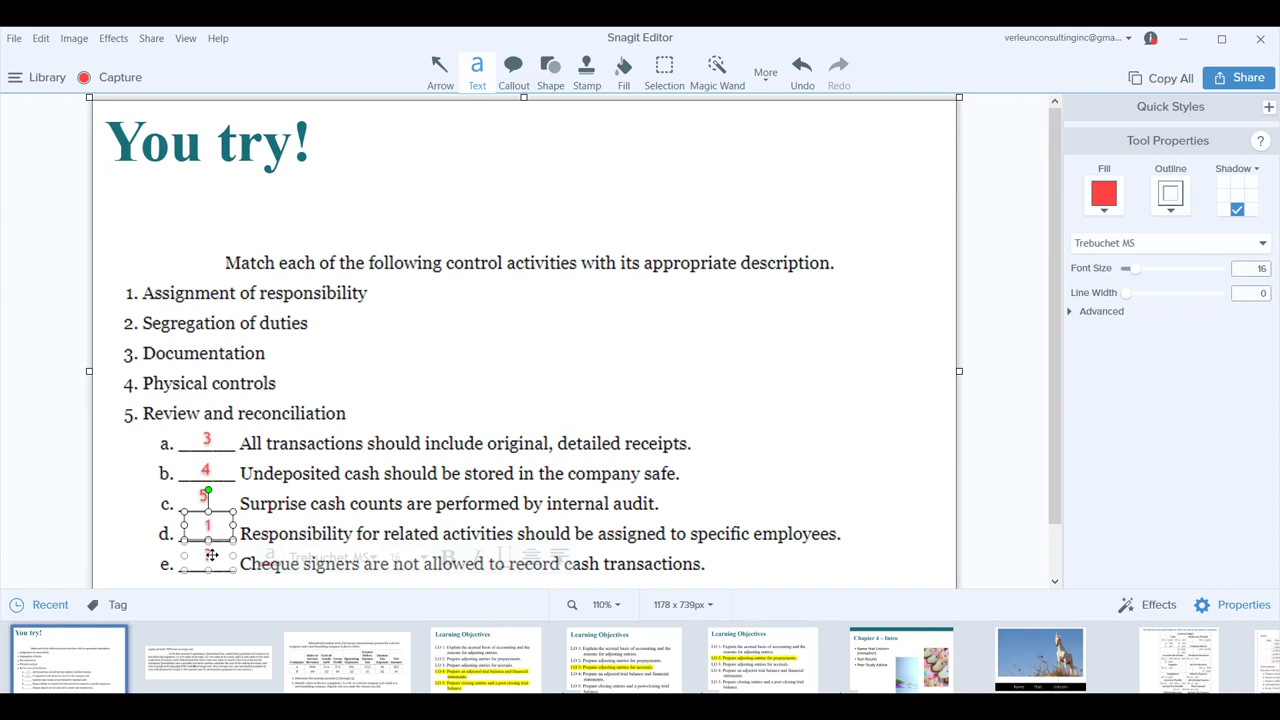 Snagit Editor
File Edit Image Effects Share View Help
verleunconsultinginc@gma...
Library Capture
Arrow Text Callout Shape Stamp Fill Selection Magic Wand More Undo Redo
Copy All Share
Quick Styles
Tool Properties
Fill Outline Shadow
Trebuchet MS
Font Size 16
Line Width 0
Advanced
You try!
Match each of the following control activities with its appropriate description.
1. Assignment of responsibility
2. Segregation of duties
3. Documentation
4. Physical controls
5. Review and reconciliation
a. 3 All transactions should include original, detailed receipts.
b. 4 Undeposited cash should be stored in the company safe.
c. 5 Surprise cash counts are performed by internal audit.
d. 1 Responsibility for related activities should be assigned to specific employees.
Trebuchet MS 16 B I U
e. Cheque signers are not allowed to record cash transactions.
Recent Tag
110% 1178 x 739px
Effects Properties
You try!
Learning Objectives
Learning Objectives
Learning Objectives
Chapter 4 - Intro
Name That Unicorn